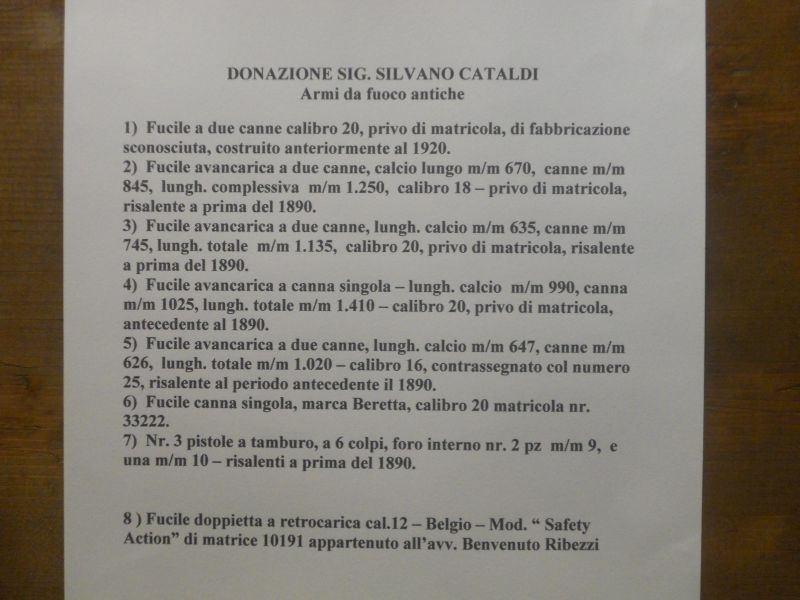 DONAZIONE SIG. SILVANO CATALDI
Armi da fuoco antiche
1) Fucile a due canne calibro 20, privo di matricola, di fabbricazione
sconosciuta, costruito anteriormente al 1920.
2) Fucile avancarica a due canne, calcio lungo m/m 670, canne m/m
845, lungh. complessiva m/m 1.250, calibro 18 – privo di matricola,
risalente a prima del 1890.
3) Fucile avancarica a due canne, lungh. calcio m/m 635, canne m/m
745, lungh. totale m/m 1.135, calibro 20, privo di matricola, risalente
a prima del 1890.
4) Fucile avancarica a canna singola – lungh. calcio m/m 990, canna
m/m 1025, lungh. totale m/m 1.410 – calibro 20, privo di matricola,
antecedente al 1890.
5) Fucile avancarica a due canne, lungh. calcio m/m 647, canne m/m
626, lungh. totale m/m 1.020 – calibro 16, contrassegnato col numero
25, risalente al periodo antecedente il 1890.
6) Fucile canna singola, marca Beretta, calibro 20 matricola nr.
33222.
7) Nr. 3 pistole a tamburo, a 6 colpi, foro interno nr. 2 pz m/m 9, e
una m/m 10 – risalenti a prima del 1890.
8 ) Fucile doppietta a retrocarica cal.12 – Belgio – Mod. “ Safety
Action” di matrice 10191 appartenuto all’avv. Benvenuto Ribezzi